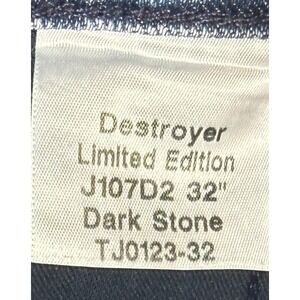 Destroyer
Limited Edition
J107D2 32"
Dark Stone
TJ0123-32